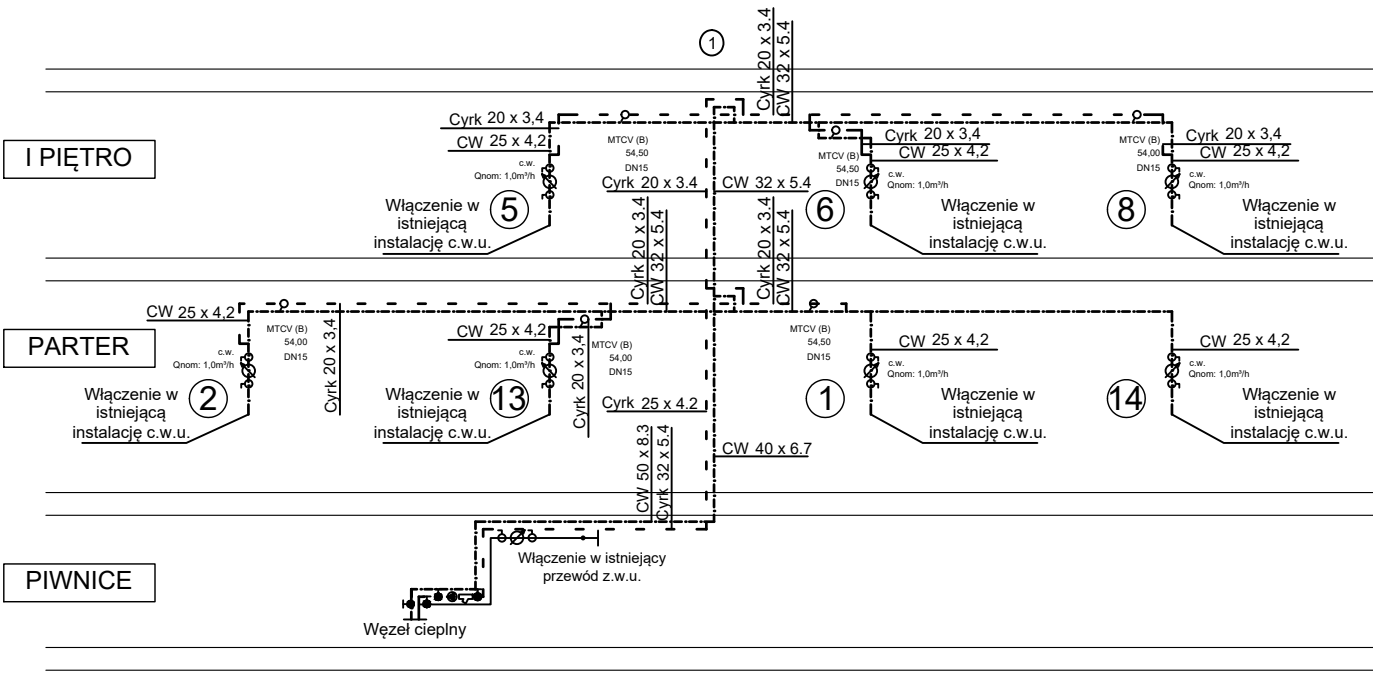 1
Cyrk 20 x 3.4
CW 32 x 5.4
I PIĘTRO
Cyrk 20 x 3,4
CW 25 x 4,2
c.w.
Qnom: 1,0m³/h
Włączenie w
istniejącą
instalację c.w.u.
5
MTCV (B)
54,50
DN15
Cyrk 20 x 3.4
CW 32 x 5.4
MTCV (B)
54,50
DN15
Cyrk 20 x 3,4
CW 25 x 4,2
c.w.
Qnom: 1,0m³/h
6
Włączenie w
istniejącą
instalację c.w.u.
MTCV (B)
54,00
DN15
Cyrk 20 x 3,4
CW 25 x 4,2
c.w.
Qnom: 1,0m³/h
8
Włączenie w
istniejącą
instalację c.w.u.
Cyrk 20 x 3.4
CW 32 x 5.4
Cyrk 20 x 3.4
CW 32 x 5.4
PARTER
CW 25 x 4,2
c.w.
Qnom: 1,0m³/h
Włączenie w
istniejącą
instalację c.w.u.
2
MTCV (B)
54,00
DN15
Cyrk 20 x 3,4
CW 25 x 4,2
c.w.
Qnom: 1,0m³/h
Włączenie w
istniejącą
instalację c.w.u.
13
Cyrk 20 x 3,4
MTCV (B)
54,00
DN15
Cyrk 25 x 4.2
CW 40 x 6.7
MTCV (B)
54,50
DN15
CW 25 x 4,2
c.w.
Qnom: 1,0m³/h
1
Włączenie w
istniejącą
instalację c.w.u.
CW 25 x 4,2
c.w.
Qnom: 1,0m³/h
14
Włączenie w
istniejącą
instalację c.w.u.
CW 50 x 8.3
Cyrk 32 x 5.4
PIWNICE
Włączenie w istniejący
przewód z.w.u.
Węzeł cieplny